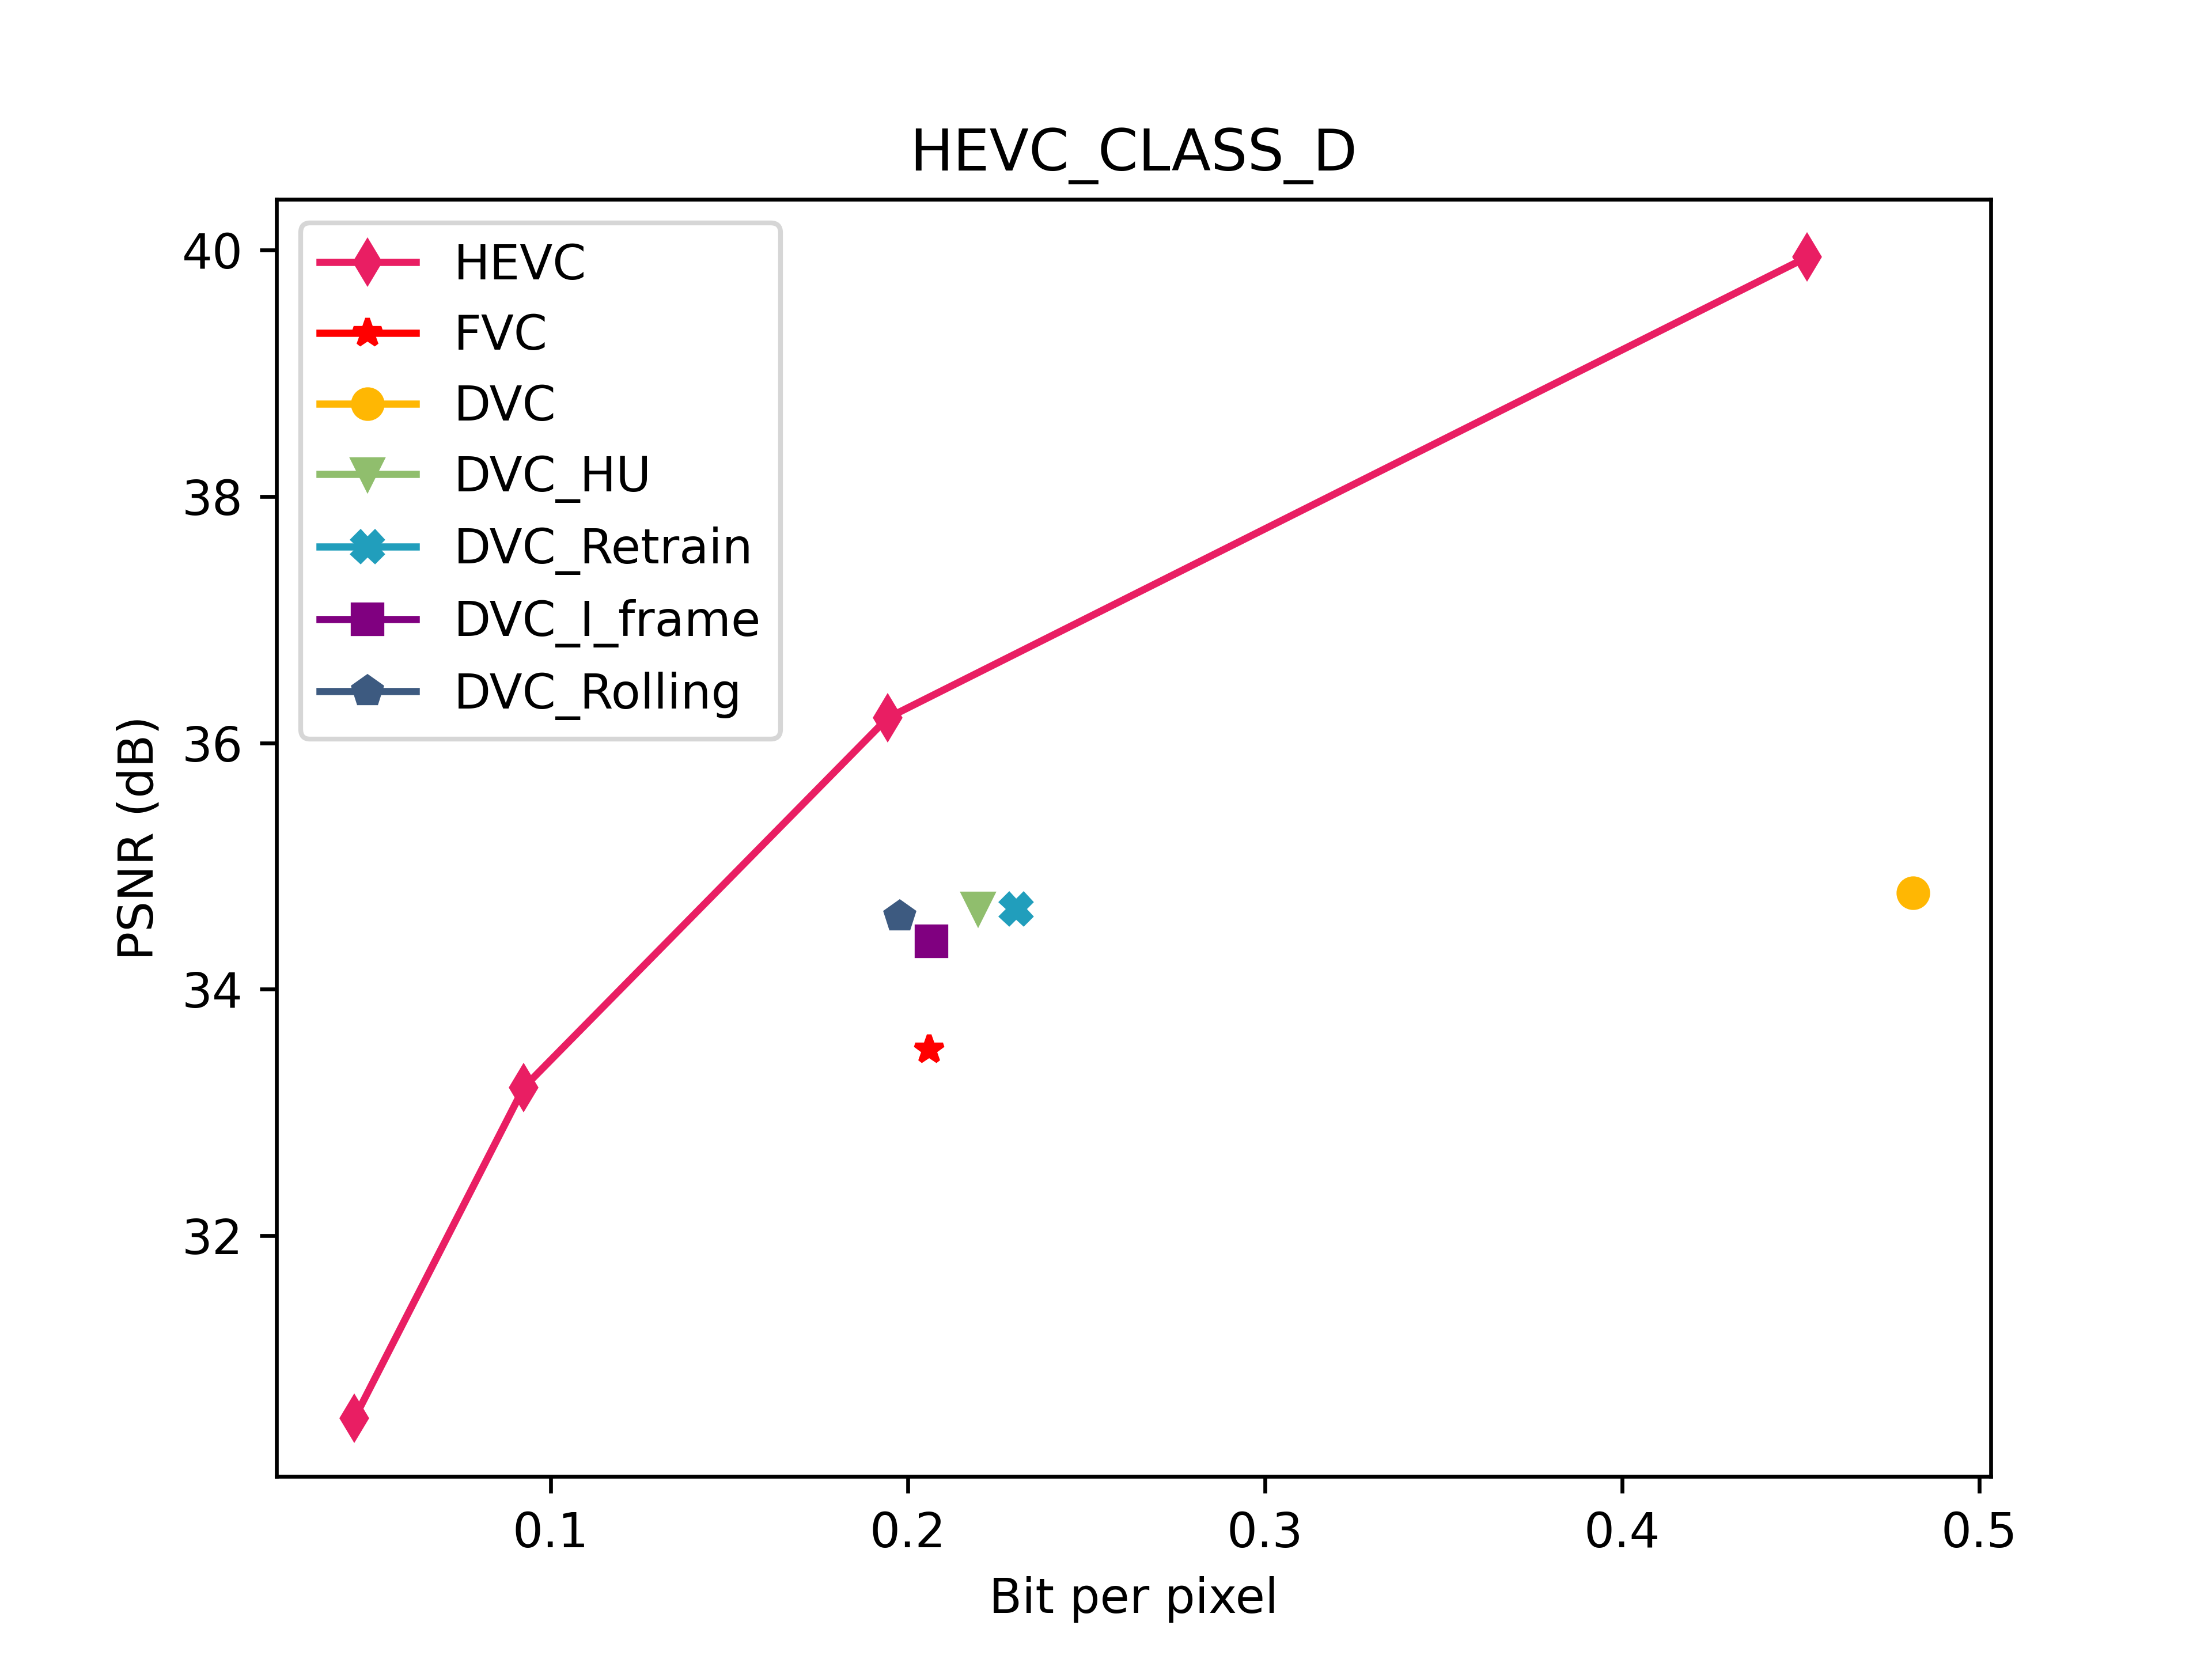 HEVC_CLASS_D
HEVC
FVC
DVC
DVC_HU
DVC_Retrain
DVC_I_frame
DVC_Rolling
PSNR (dB)
40
38
36
34
32
0.1 0.2 0.3 0.4 0.5
Bit per pixel